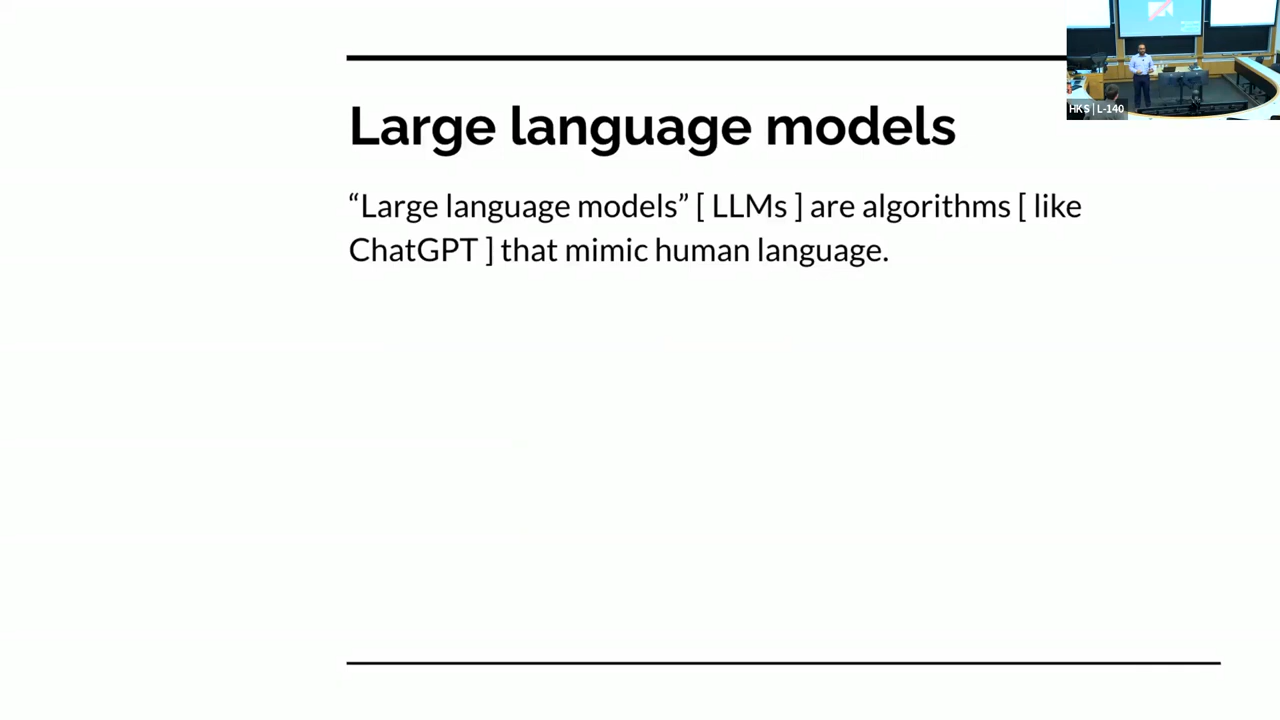 Large language models
“Large language models” [ LLMs ] are algorithms [ like
ChatGPT ] that mimic human language.
HKS | L-140